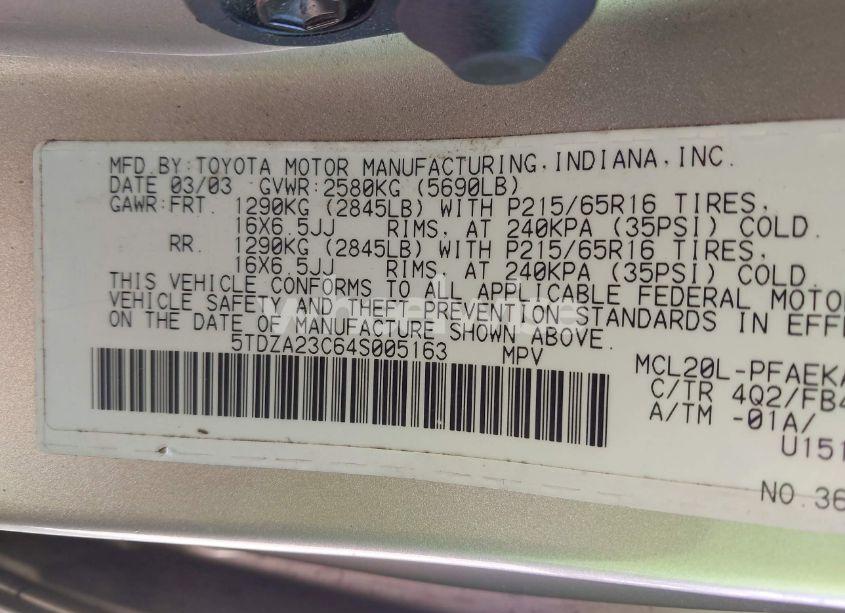 MFD.BY:TOYOTA MOTOR MANUFACTURING,INDIANA,INC.
DATE 03/03 GVWR:2580KG (5690LB)
GAWR:FRT. 1290KG (2845LB) WITH P215/65R16 TIRES,
16X6.5JJ RIMS, AT 240KPA (35PSI) COLD.
RR. 1290KG (2845LB) WITH P215/65R16 TIRES,
16X6.5JJ RIMS, AT 240KPA (35PSI) COLD.
THIS VEHICLE CONFORMS TO ALL APPLICABLE FEDERAL MOTOR
VEHICLE SAFETY AND THEFT PREVENTION STANDARDS IN EFFE
ON THE DATE OF MANUFACTURE SHOWN ABOVE.
5TDZA23C64S005163 MPV MCL20L-PFAEKA
C/TR 4Q2/FB4
A/TM -01A/
U151
NO.36